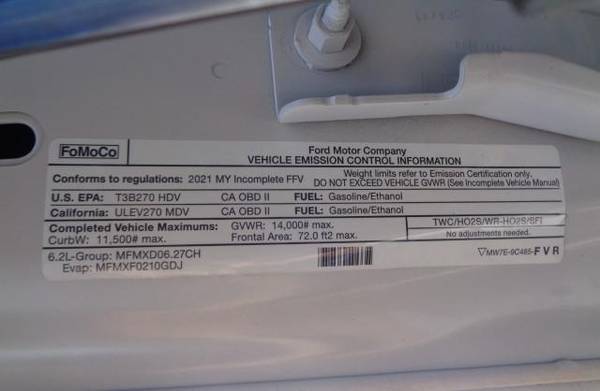 FoMoCo
Ford Motor Company
VEHICLE EMISSION CONTROL INFORMATION
Conforms to regulations: 2021 MY Incomplete FFV
Weight limits refer to Emission Certification only.
DO NOT EXCEED VEHICLE GVWR (See Incomplete Vehicle Manual)
U.S. EPA: T3B270 HDV CA OBD II FUEL: Gasoline/Ethanol
California: ULEV270 MDV CA OBD II FUEL: Gasoline/Ethanol
Completed Vehicle Maximums: GVWR: 14,000# max.
CurbW: 11,500# max. Frontal Area: 72.0 ft2 max.
TWC/HO2S/WR-HO2S/SFI
No adjustments needed.
6.2L-Group: MFMXD06.27CH
Evap: MFMXF0210GDJ
MW7E-9C485-FVR